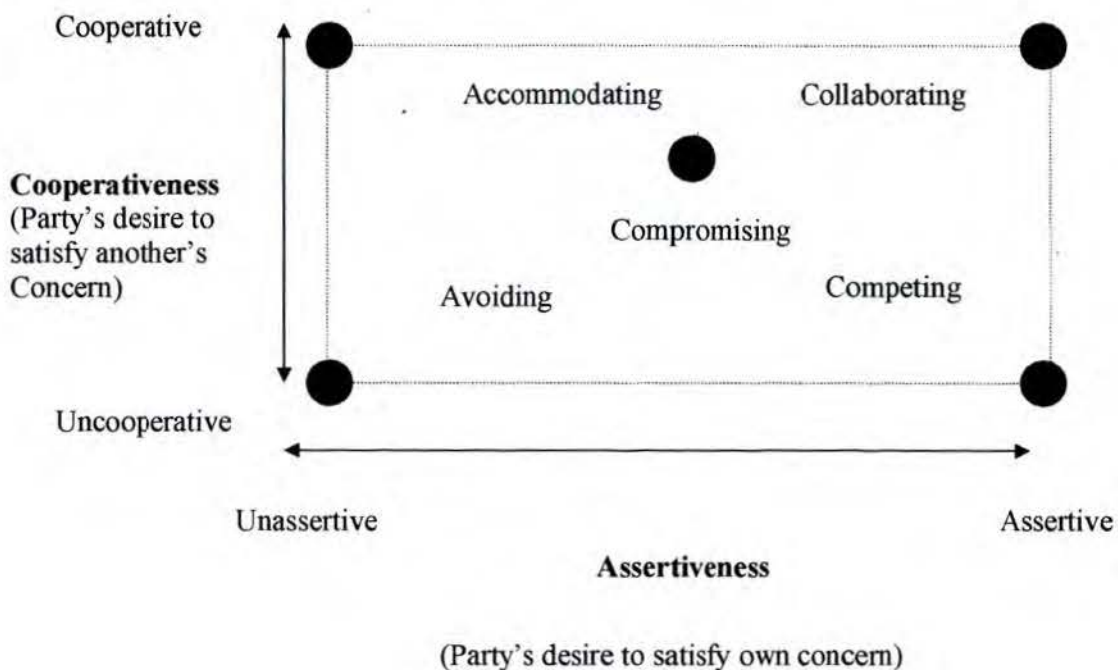 Cooperative
Accommodating
Collaborating
Cooperativeness
(Party's desire to
satisfy another's
Concern)
Compromising
Avoiding
Competing
Uncooperative
Unassertive
Assertive
Assertiveness
(Party's desire to satisfy own concern)